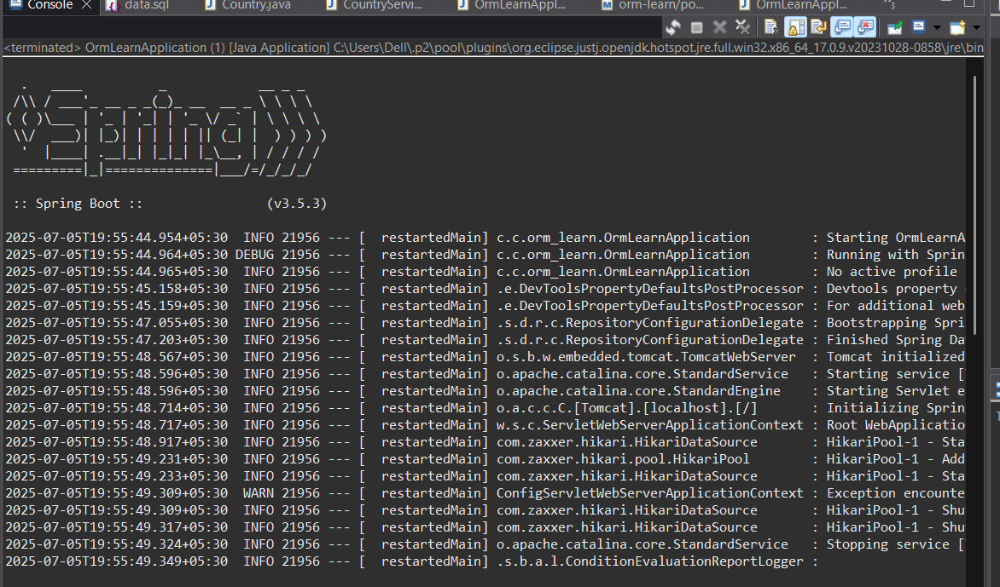 Console
data.sql
Country.java
CountryServi...
OrmLearnAppl...
orm-learn/po...
OrmLearnAppl...
3
<terminated> OrmLearnApplication (1) [Java Application] C:\Users\Dell\.p2\pool\plugins\org.eclipse.justj.openjdk.hotspot.jre.full.win32.x86_64_17.0.9.v20231028-0858\jre\bin
  .   ____          _            __ _ _
 /\\ / ___'_ __ _ _(_)_ __  __ _ \ \ \ \
( ( )\___ | '_ | '_| | '_ \/ _` | \ \ \ \
 \\/  ___)| |_)| | | | | || (_| |  ) ) ) )
  '  |____| .__|_| |_|_| |_\__, | / / / /
 =========|_|==============|___/=/_/_/_/
 :: Spring Boot ::                (v3.5.3)
2025-07-05T19:55:44.954+05:30  INFO 21956 --- [  restartedMain] c.c.orm_learn.OrmLearnApplication        : Starting OrmLearnA
2025-07-05T19:55:44.964+05:30 DEBUG 21956 --- [  restartedMain] c.c.orm_learn.OrmLearnApplication        : Running with Sprin
2025-07-05T19:55:44.965+05:30  INFO 21956 --- [  restartedMain] c.c.orm_learn.OrmLearnApplication        : No active profile
2025-07-05T19:55:45.158+05:30  INFO 21956 --- [  restartedMain] .e.DevToolsPropertyDefaultsPostProcessor : Devtools property
2025-07-05T19:55:45.159+05:30  INFO 21956 --- [  restartedMain] .e.DevToolsPropertyDefaultsPostProcessor : For additional web
2025-07-05T19:55:47.055+05:30  INFO 21956 --- [  restartedMain] .s.d.r.c.RepositoryConfigurationDelegate : Bootstrapping Spri
2025-07-05T19:55:47.203+05:30  INFO 21956 --- [  restartedMain] .s.d.r.c.RepositoryConfigurationDelegate : Finished Spring Da
2025-07-05T19:55:48.567+05:30  INFO 21956 --- [  restartedMain] o.s.b.w.embedded.tomcat.TomcatWebServer  : Tomcat initialized
2025-07-05T19:55:48.596+05:30  INFO 21956 --- [  restartedMain] o.apache.catalina.core.StandardService   : Starting service [
2025-07-05T19:55:48.596+05:30  INFO 21956 --- [  restartedMain] o.apache.catalina.core.StandardEngine    : Starting Servlet e
2025-07-05T19:55:48.714+05:30  INFO 21956 --- [  restartedMain] o.a.c.c.C.[Tomcat].[localhost].[/]       : Initializing Sprin
2025-07-05T19:55:48.717+05:30  INFO 21956 --- [  restartedMain] w.s.c.ServletWebServerApplicationContext : Root WebApplicatio
2025-07-05T19:55:48.917+05:30  INFO 21956 --- [  restartedMain] com.zaxxer.hikari.HikariDataSource       : HikariPool-1 - Sta
2025-07-05T19:55:49.231+05:30  INFO 21956 --- [  restartedMain] com.zaxxer.hikari.pool.HikariPool        : HikariPool-1 - Add
2025-07-05T19:55:49.233+05:30  INFO 21956 --- [  restartedMain] com.zaxxer.hikari.HikariDataSource       : HikariPool-1 - Sta
2025-07-05T19:55:49.309+05:30  WARN 21956 --- [  restartedMain] ConfigServletWebServerApplicationContext : Exception encounte
2025-07-05T19:55:49.309+05:30  INFO 21956 --- [  restartedMain] com.zaxxer.hikari.HikariDataSource       : HikariPool-1 - Shu
2025-07-05T19:55:49.317+05:30  INFO 21956 --- [  restartedMain] com.zaxxer.hikari.HikariDataSource       : HikariPool-1 - Shu
2025-07-05T19:55:49.324+05:30  INFO 21956 --- [  restartedMain] o.apache.catalina.core.StandardService   : Stopping service [
2025-07-05T19:55:49.349+05:30  INFO 21956 --- [  restartedMain] .s.b.a.l.ConditionEvaluationReportLogger :